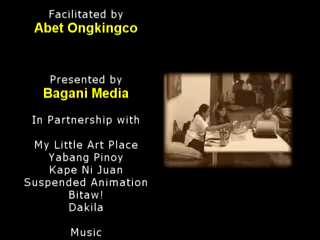 Facilitated by
Abet Ongkingco
Presented by
Bagani Media
In Partnership with
My Little Art Place
Yabang Pinoy
Kape Ni Juan
Suspended Animation
Bitaw!
Dakila
Music